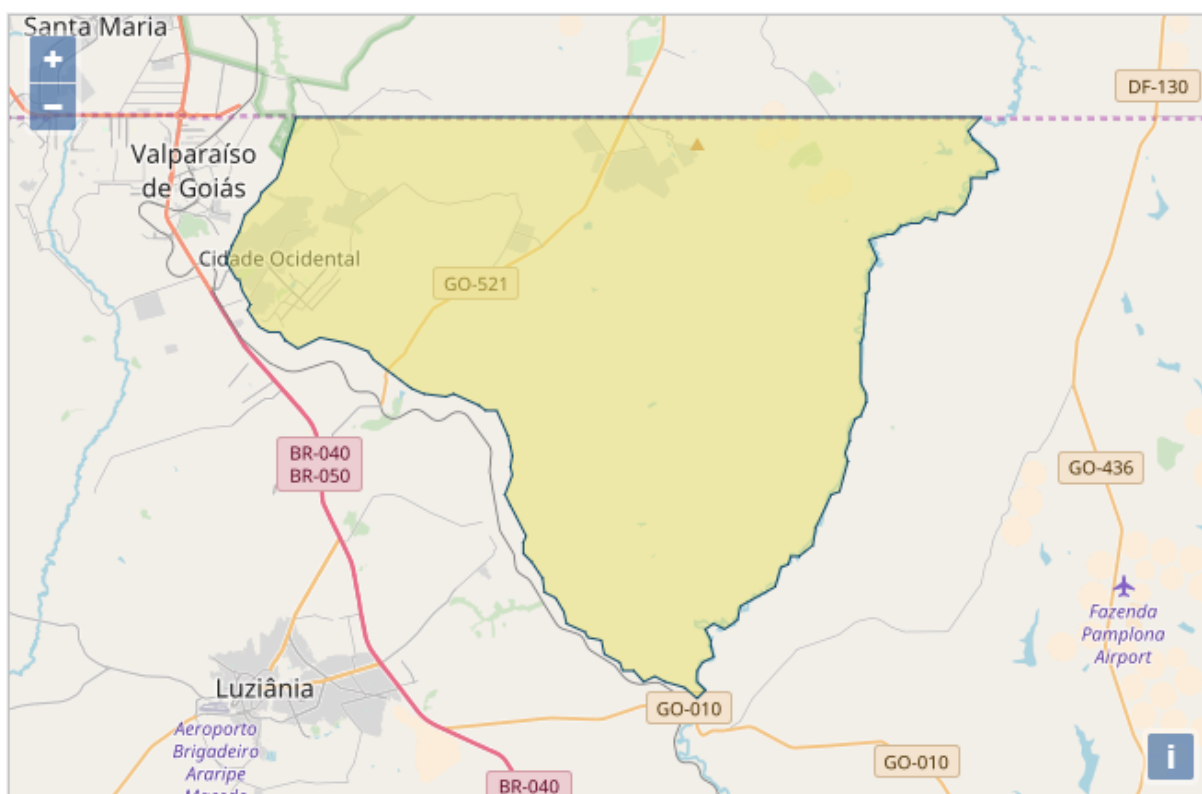 Santa Maria
+
−
DF-130
Valparaíso
de Goiás
Cidade Ocidental
GO-521
BR-040
BR-050
GO-436
Fazenda
Pamplona
Airport
Luziânia
GO-010
Aeroporto
Brigadeiro
Araripe
Macedo
GO-010
BR-040
i